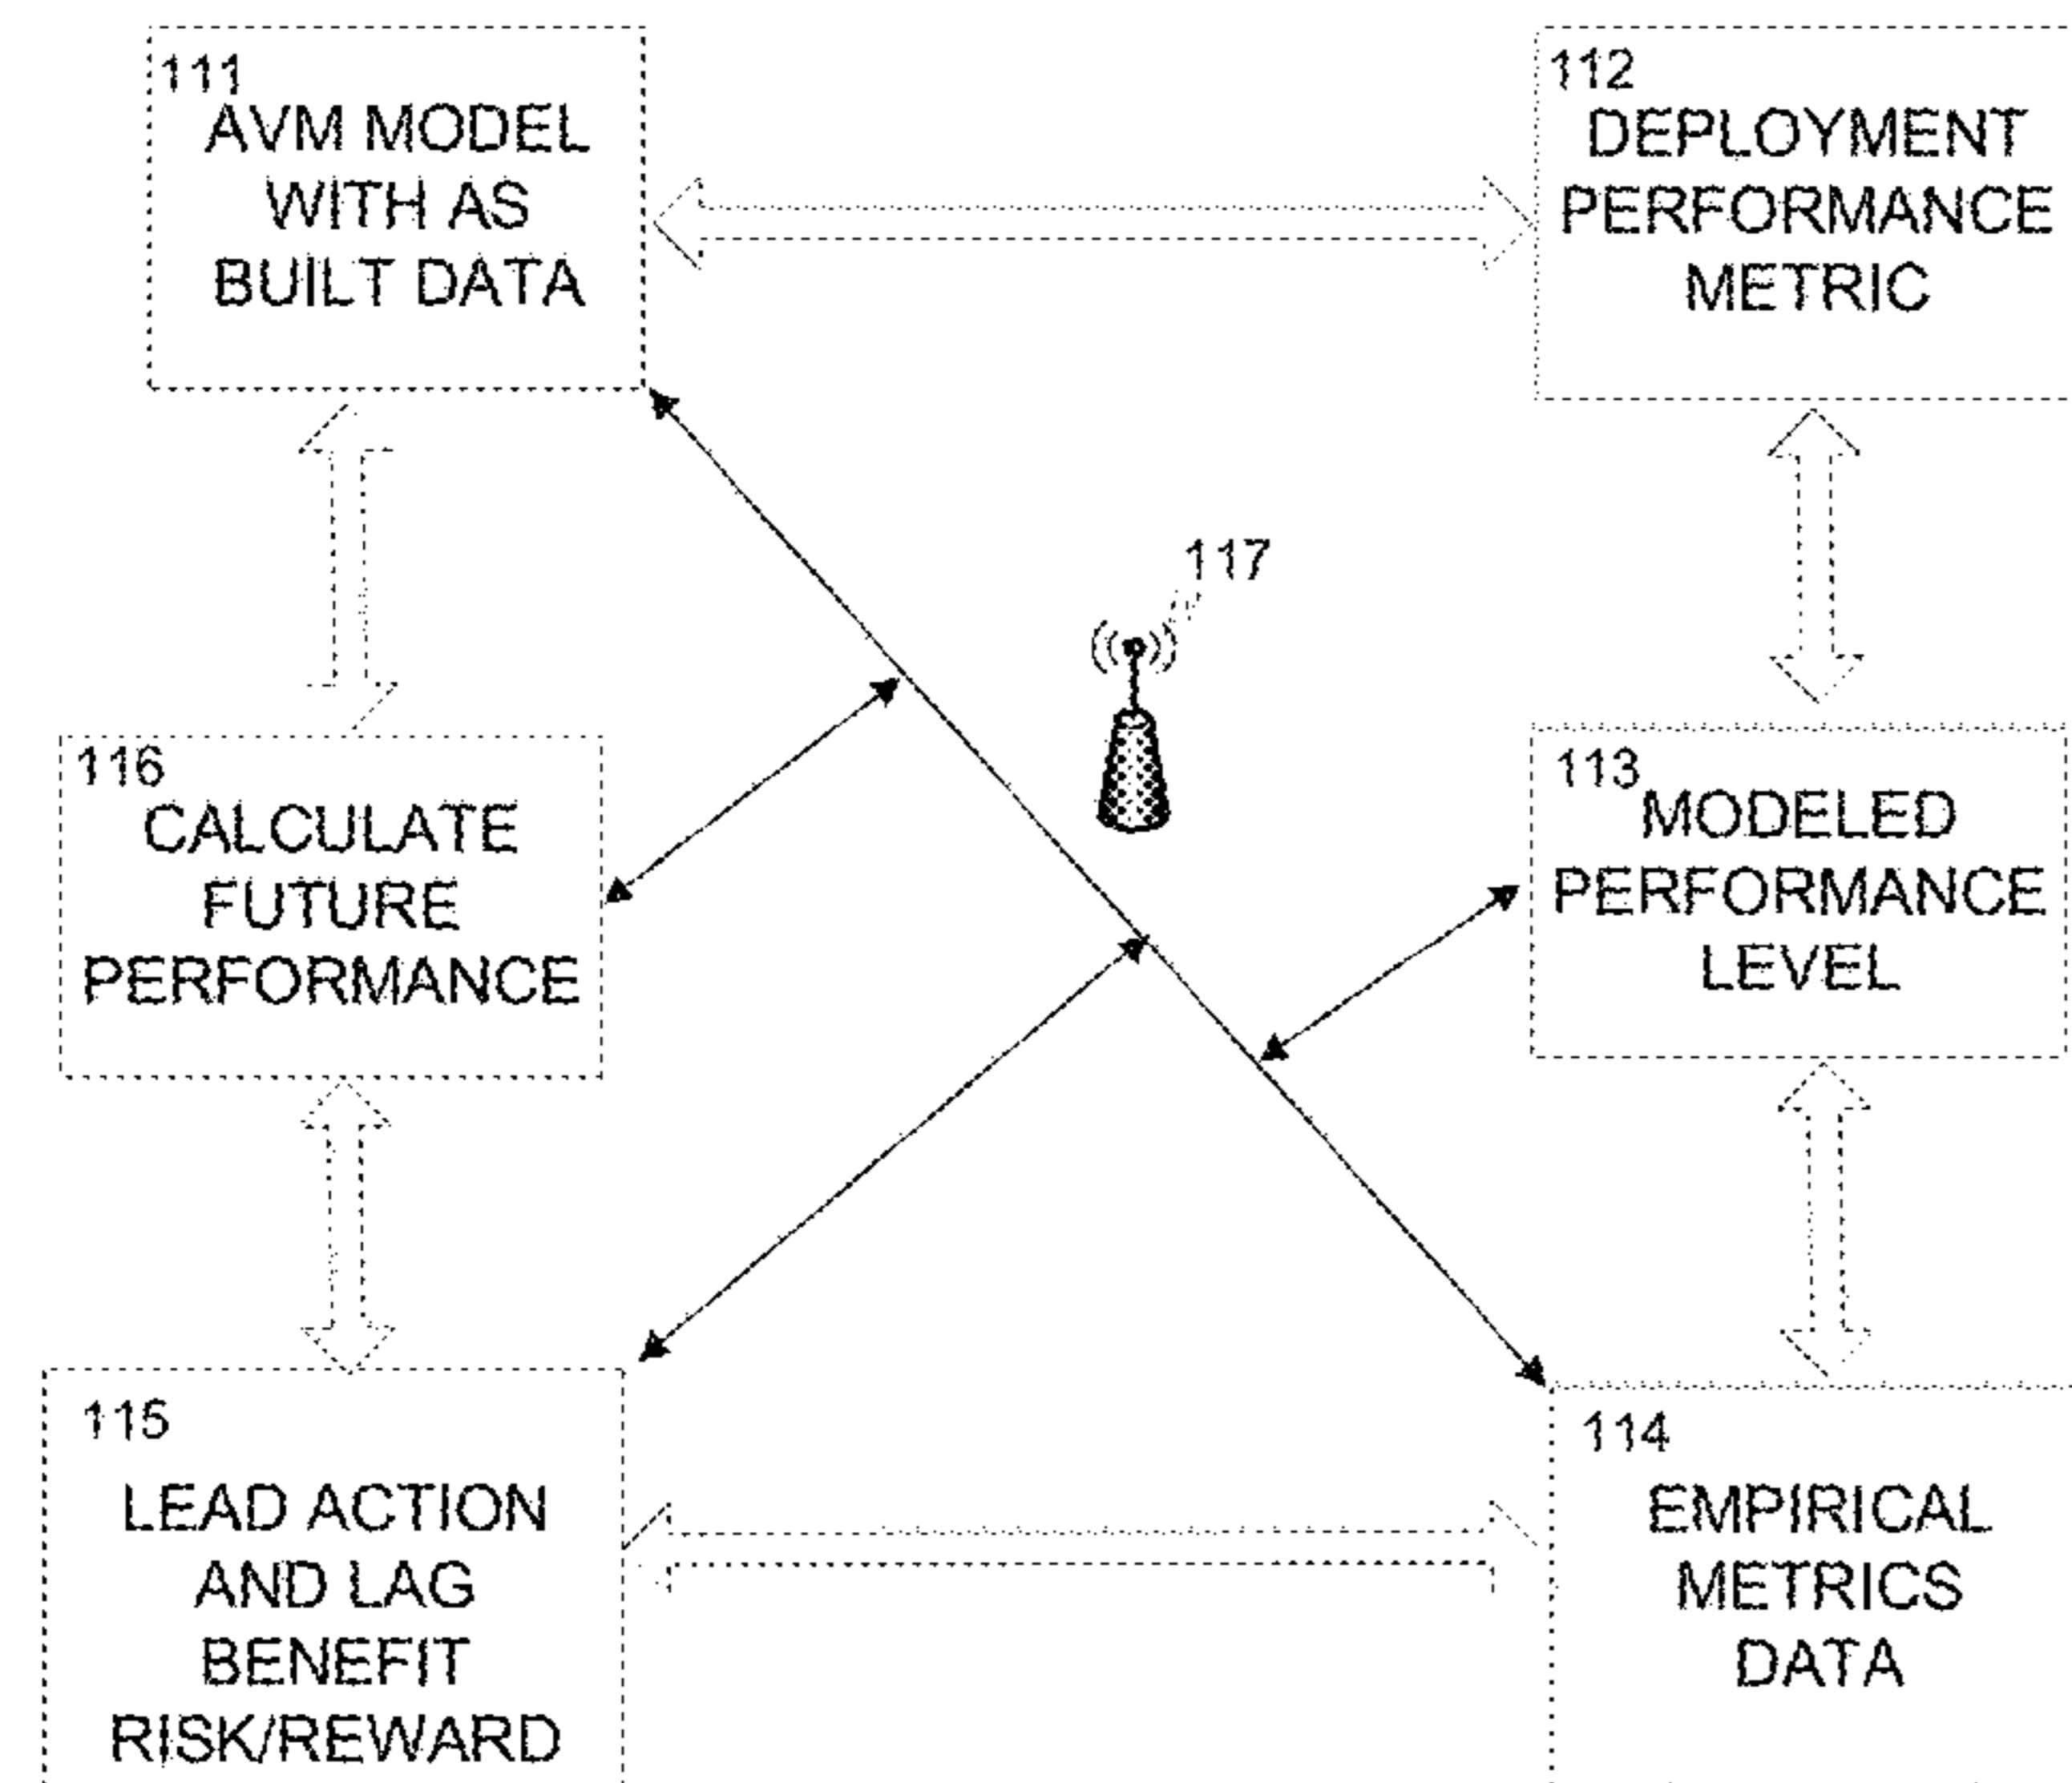 111
AVM MODEL
WITH AS
BUILT DATA
112
DEPLOYMENT
PERFORMANCE
METRIC
117
116
CALCULATE
FUTURE
PERFORMANCE
113
MODELED
PERFORMANCE
LEVEL
115
LEAD ACTION
AND LAG
BENEFIT
RISK/REWARD
114
EMPIRICAL
METRICS
DATA